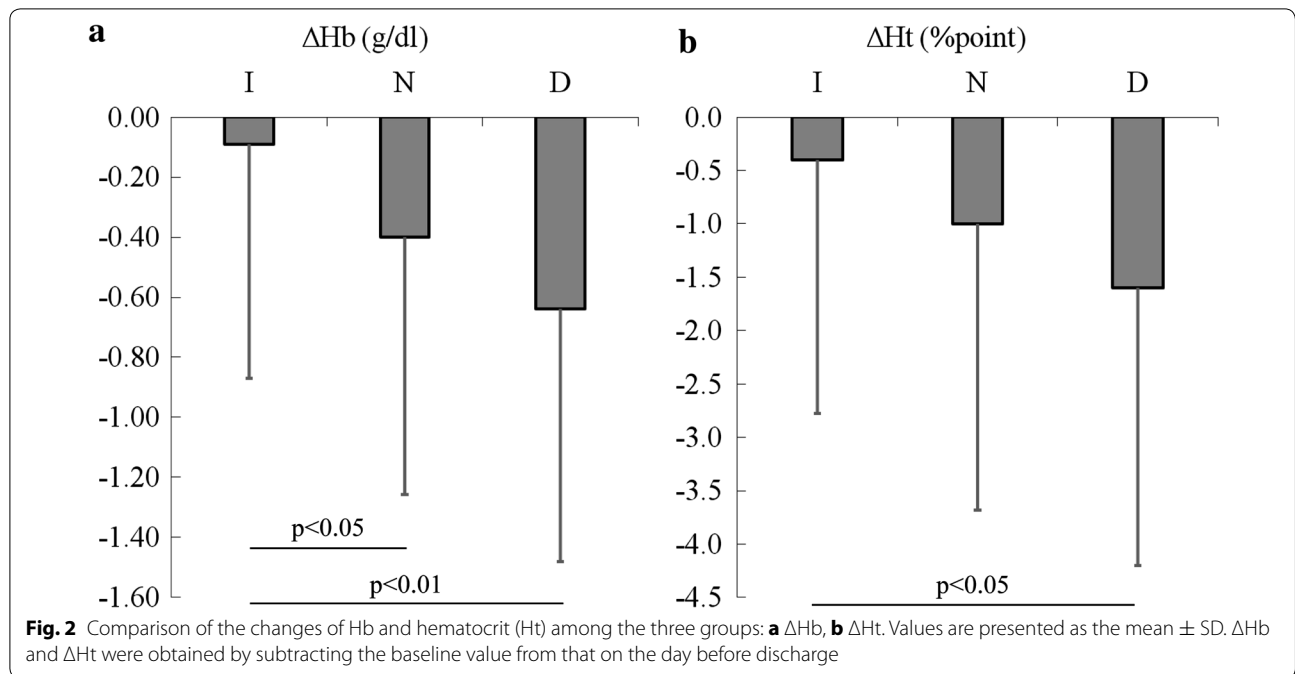 a
ΔHb (g/dl)
I N D
0.00
-0.20
-0.40
-0.60
-0.80
-1.00
-1.20
-1.40
-1.60
p<0.05
p<0.01
b
ΔHt (%point)
I N D
0.0
-0.5
-1.0
-1.5
-2.0
-2.5
-3.0
-3.5
-4.0
-4.5
p<0.05
Fig. 2 Comparison of the changes of Hb and hematocrit (Ht) among the three groups: a ΔHb, b ΔHt. Values are presented as the mean ± SD. ΔHb
and ΔHt were obtained by subtracting the baseline value from that on the day before discharge